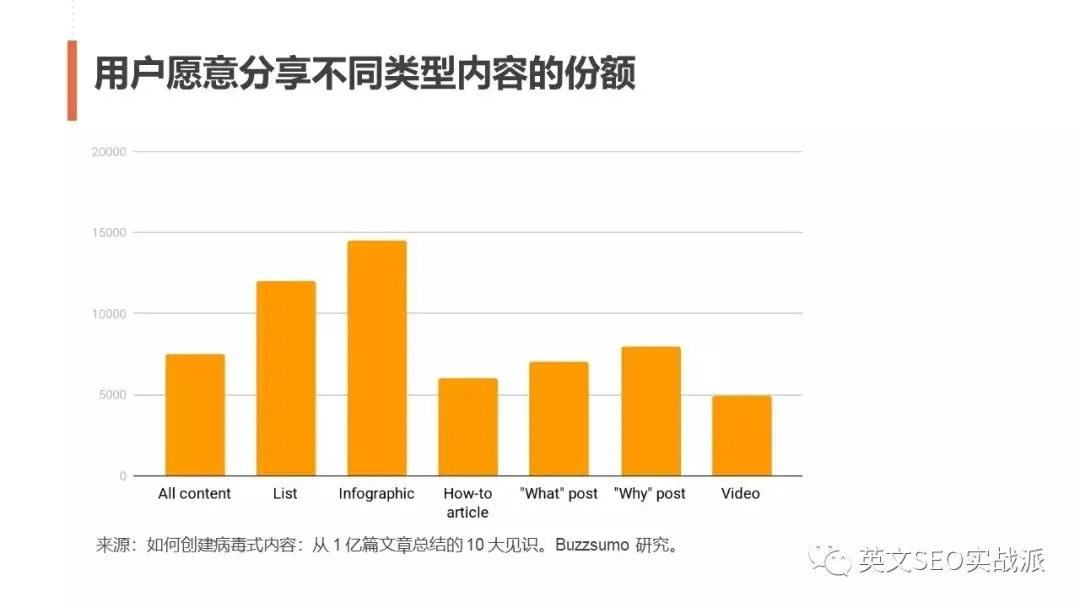 用户愿意分享不同类型内容的份额
20000
15000
10000
5000
0
All content
List
Infographic
How-to
article
"What" post
"Why" post
Video
来源：如何创建病毒式内容：从 1 亿篇文章总结的 10 大见识。Buzzsumo 研究。
英文SEO实战派